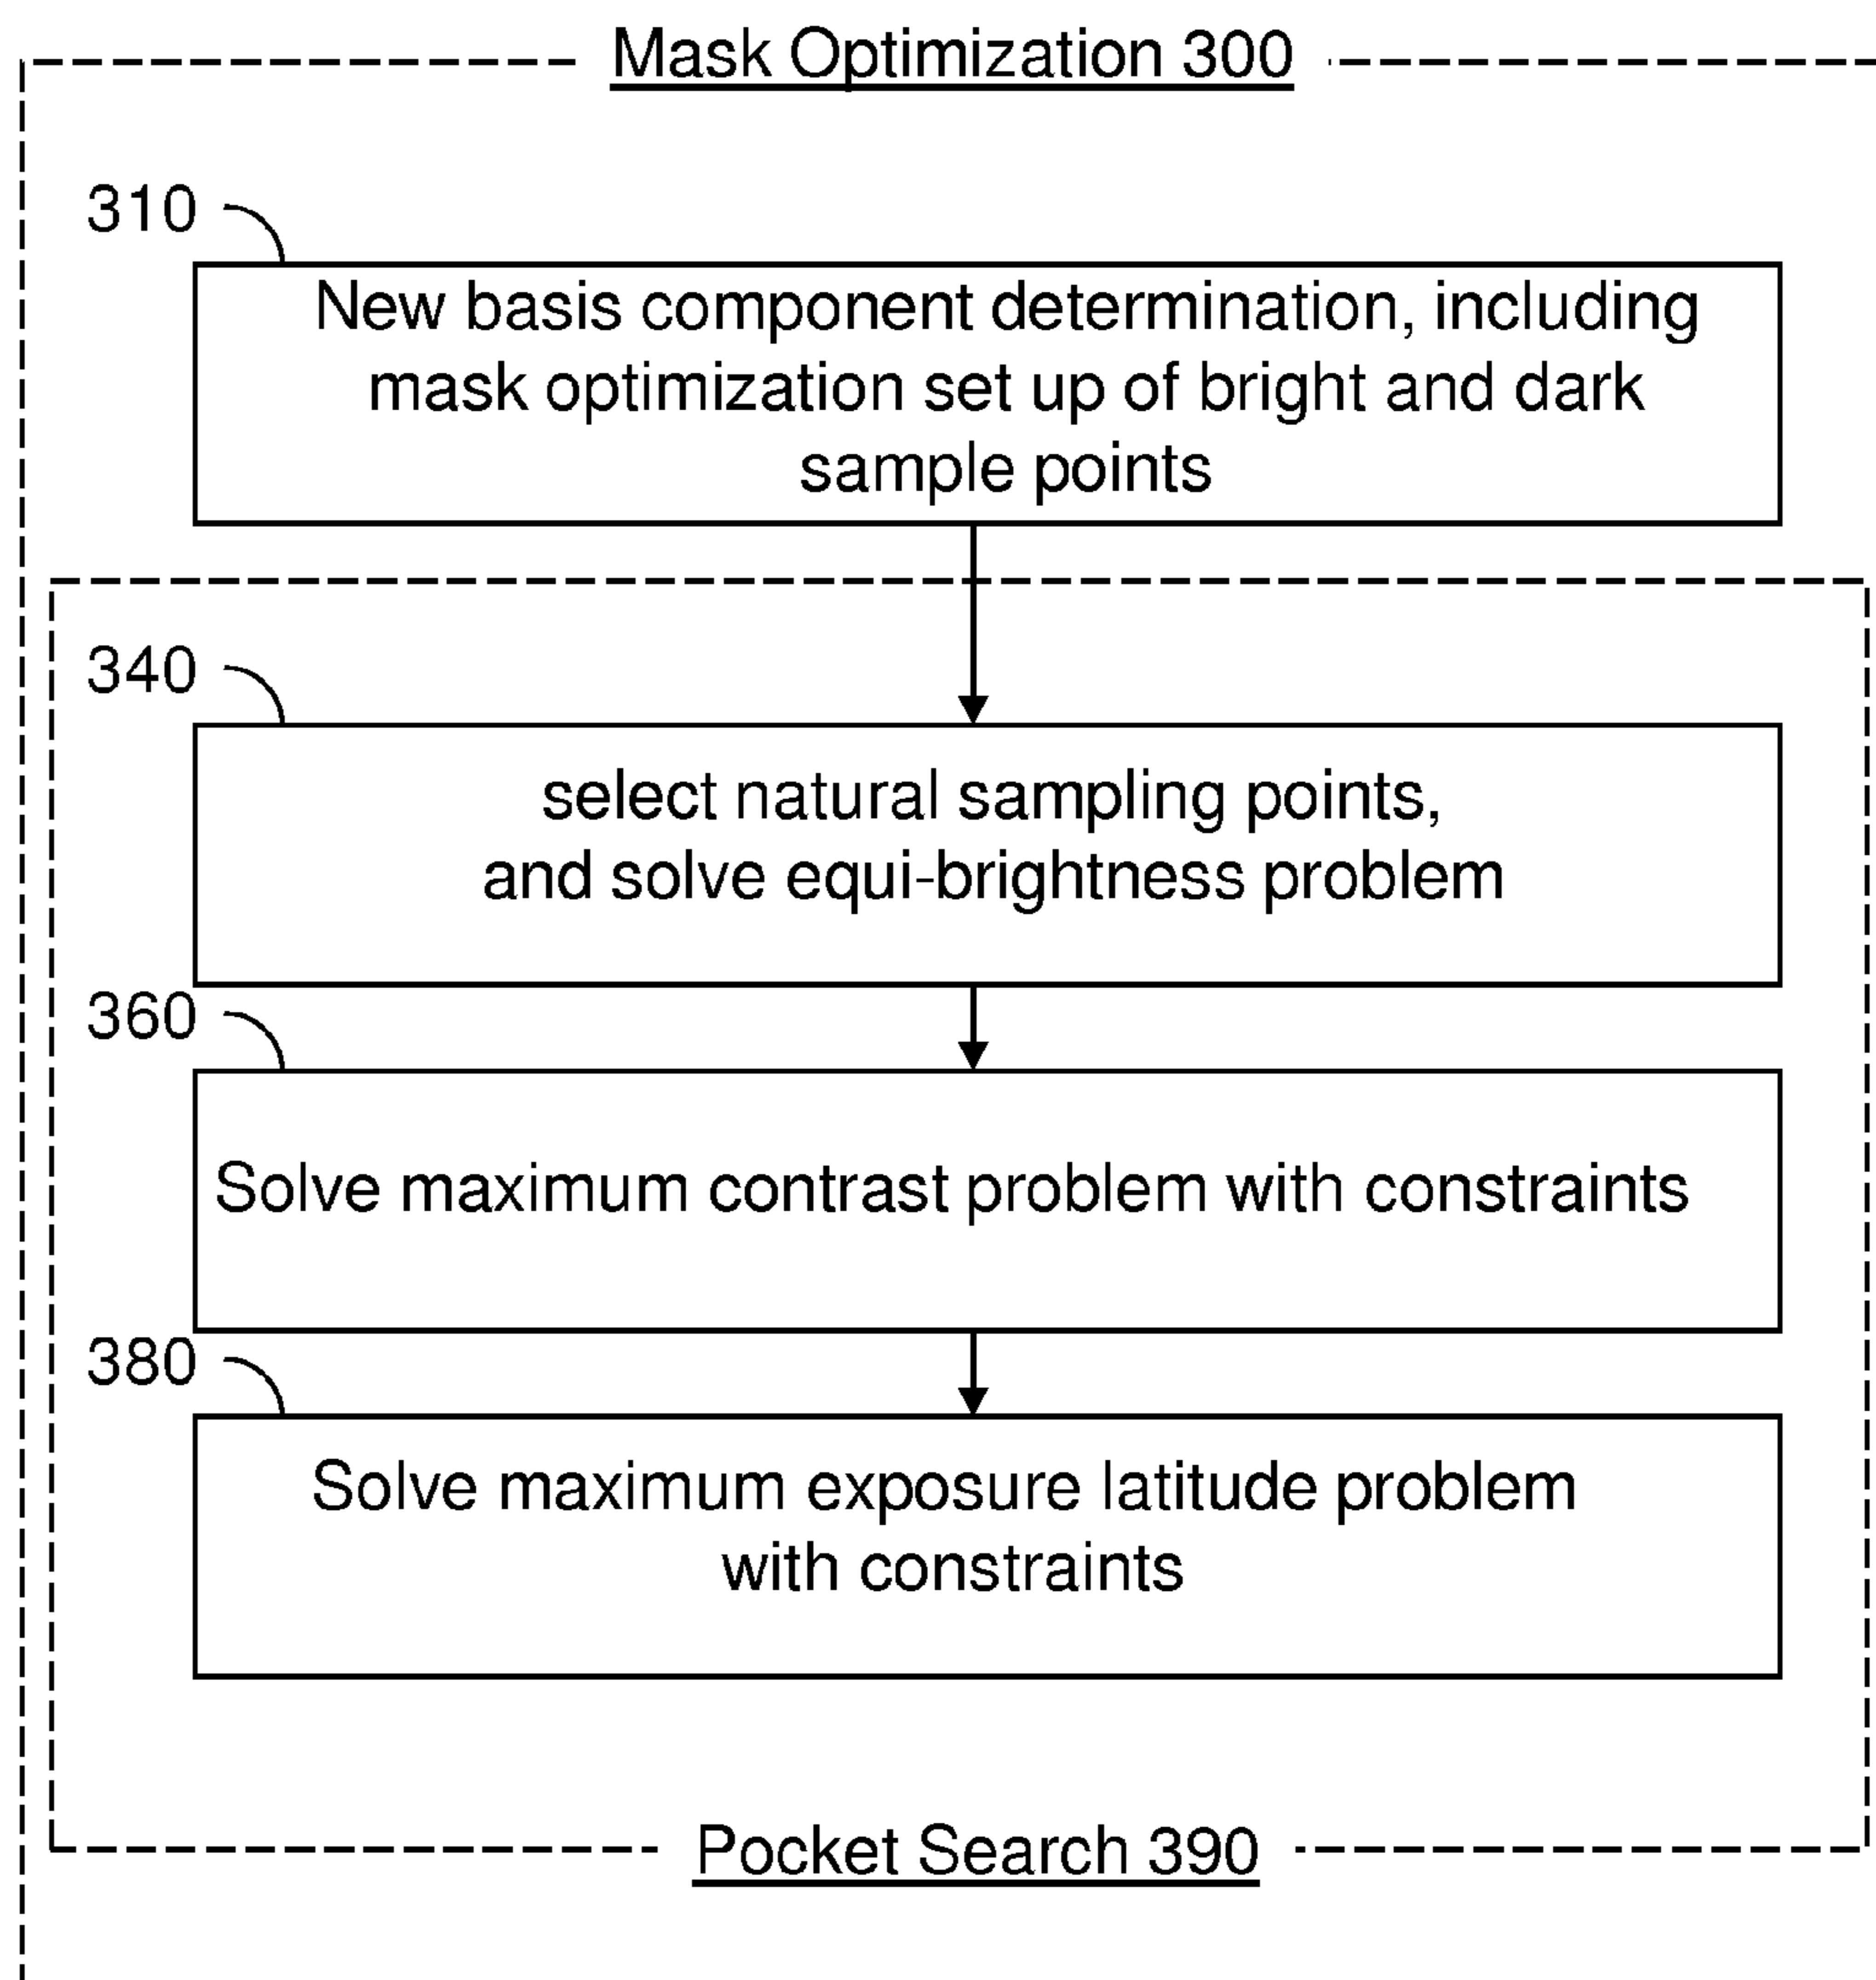 Mask Optimization 300
310
New basis component determination, including
mask optimization set up of bright and dark
sample points
340
select natural sampling points,
and solve equi-brightness problem
360
Solve maximum contrast problem with constraints
380
Solve maximum exposure latitude problem
with constraints
Pocket Search 390